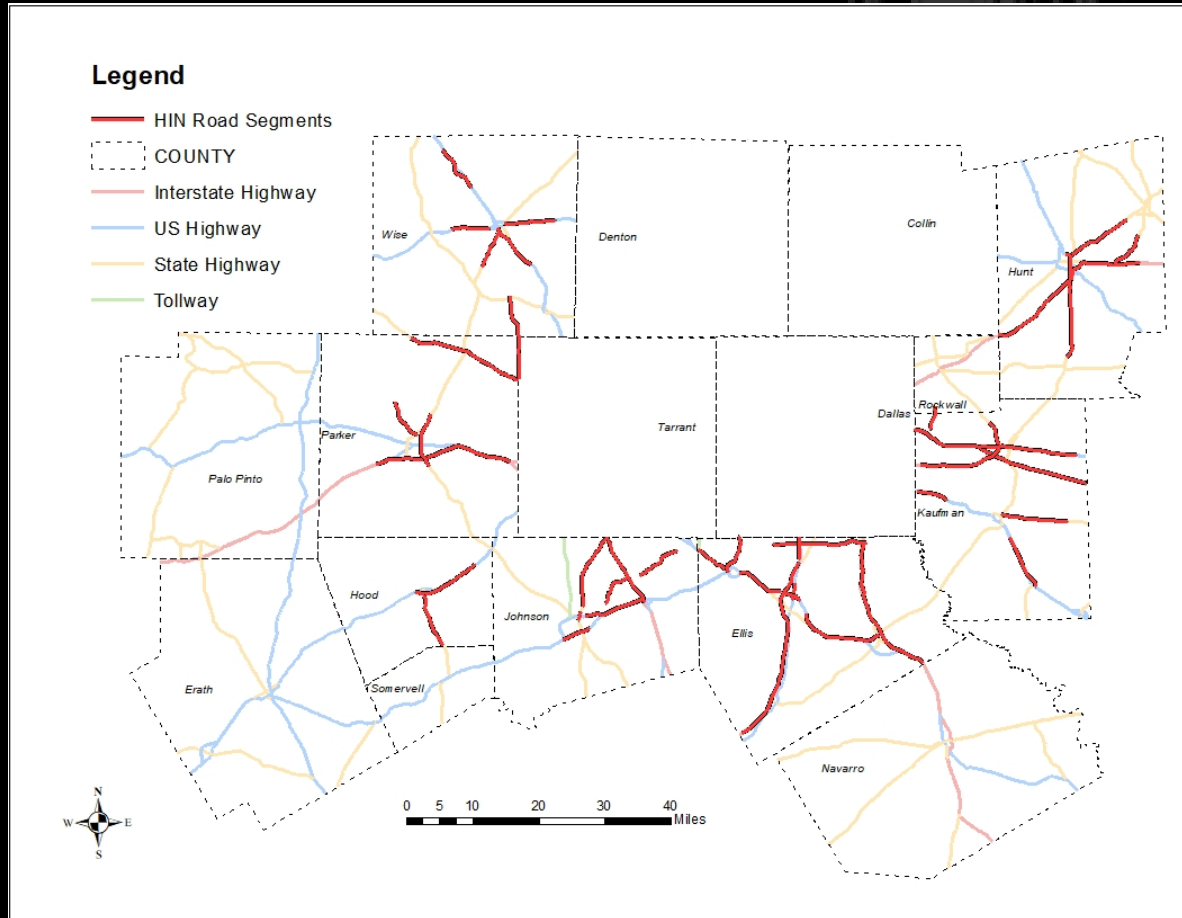 Legend
HIN Road Segments
COUNTY
Interstate Highway
US Highway
State Highway
Tollway
Wise
Denton
Collin
Hunt
Palo Pinto
Parker
Tarrant
Dallas
Rockwall
Kaufman
Hood
Johnson
Ellis
Erath
Somervell
Navarro
N
W E
S
0 5 10 20 30 40
Miles